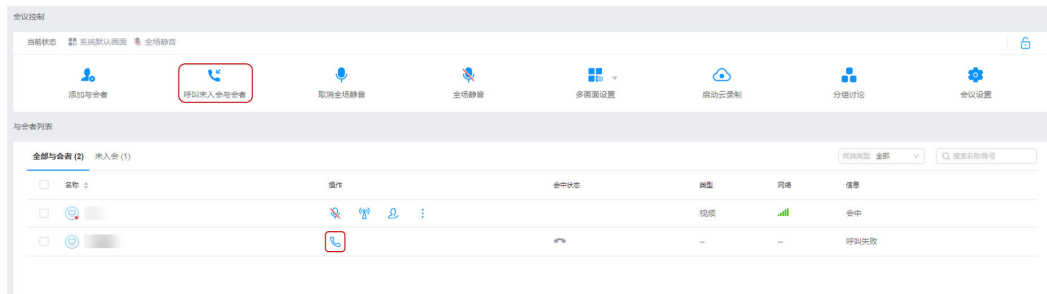 会议控制
当前状态 系统默认画面 全场静音
添加与会者 呼叫未入会与会者 取消全场静音 全场静音 多画面设置 启动云录制 分组讨论 会议设置
与会者列表
全部与会者 (2) 未入会 (1) 终端类型 全部 搜索名称/账号
名称 操作 会中状态 类型 网络 信息
视频 会中
-- -- 呼叫失败